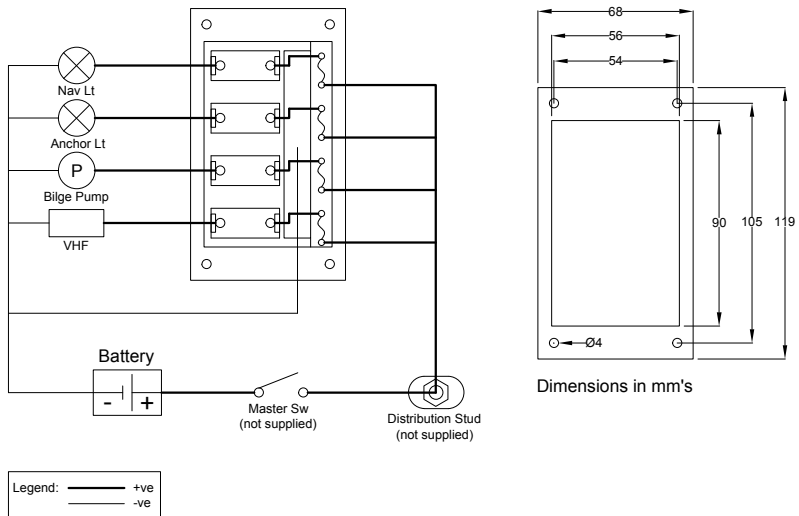 Nav Lt
Anchor Lt
P
Bilge Pump
VHF
Battery
- +
Master Sw
(not supplied)
Distribution Stud
(not supplied)
Legend: +ve
-ve
68
56
54
90 105 119
Ø4
Dimensions in mm's